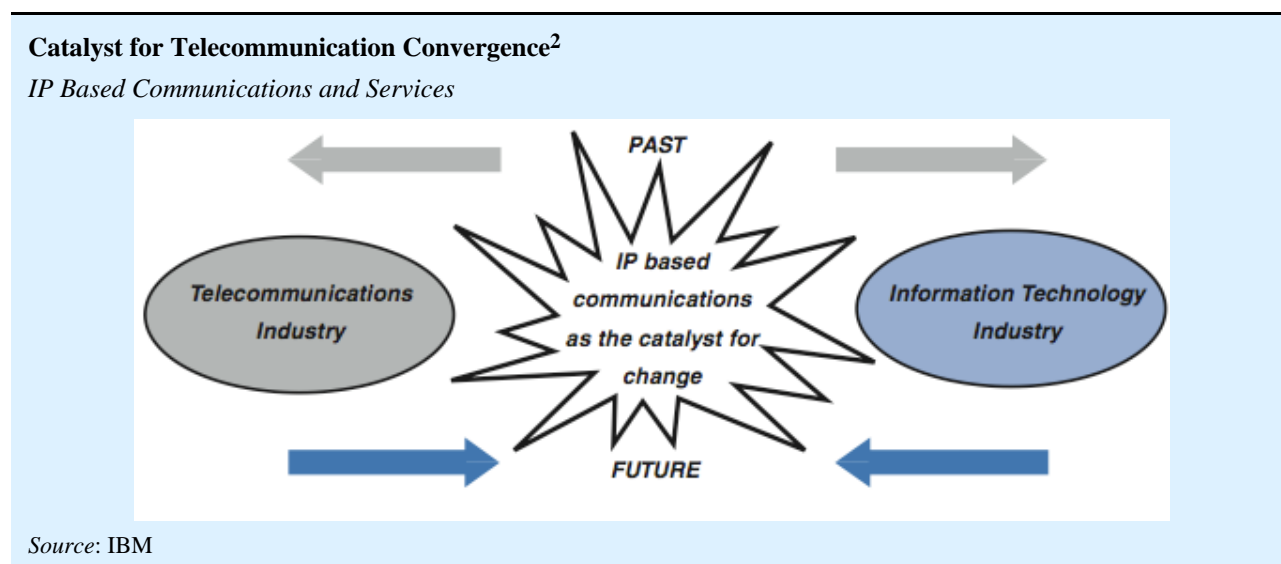 Catalyst for Telecommunication Convergence2
IP Based Communications and Services
PAST
IP based
communications
as the catalyst for
change
Telecommunications
Industry
Information Technology
Industry
FUTURE
Source: IBM